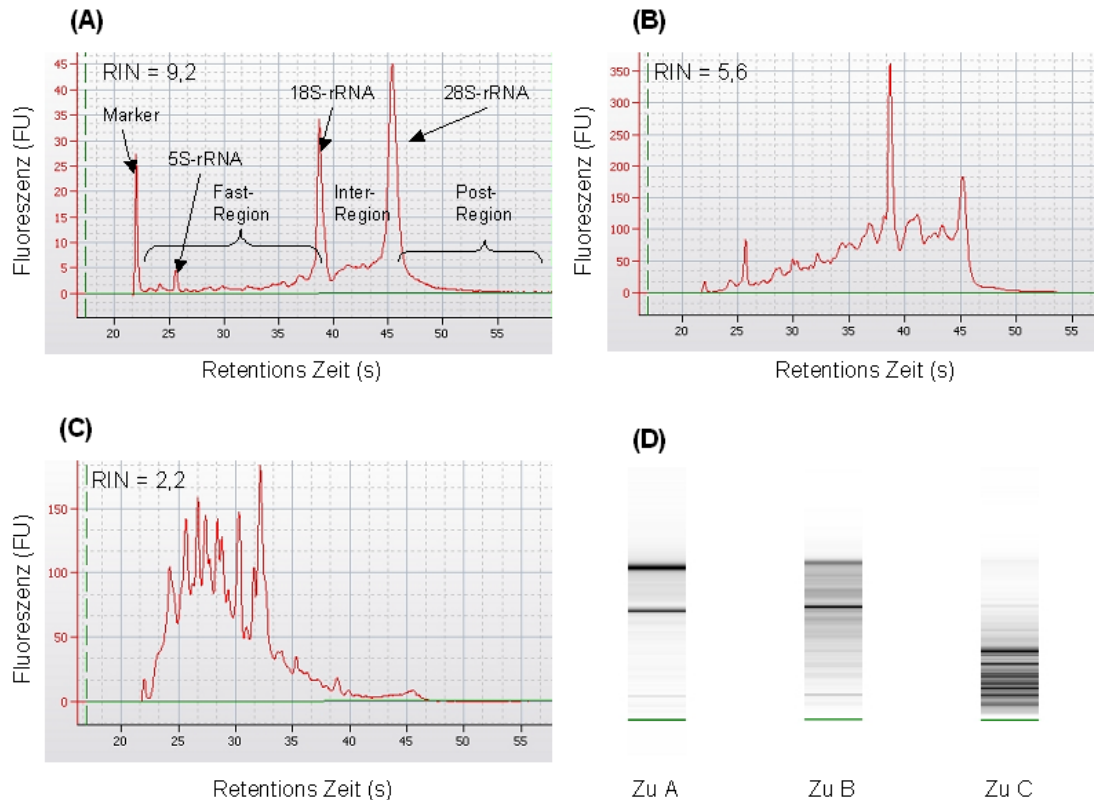 (A)
RIN = 9,2
18S-rRNA
28S-rRNA
Marker
5S-rRNA
Fast-
Region
Inter-
Region
Post-
Region
Fluoreszenz (FU)
45
40
35
30
25
20
15
10
5
0
20 25 30 35 40 45 50 55
Retentions Zeit (s)
(B)
RIN = 5,6
Fluoreszenz (FU)
350
300
250
200
150
100
50
0
20 25 30 35 40 45 50 55
Retentions Zeit (s)
(C)
RIN = 2,2
Fluoreszenz (FU)
150
100
50
0
20 25 30 35 40 45 50 55
Retentions Zeit (s)
(D)
Zu A Zu B Zu C